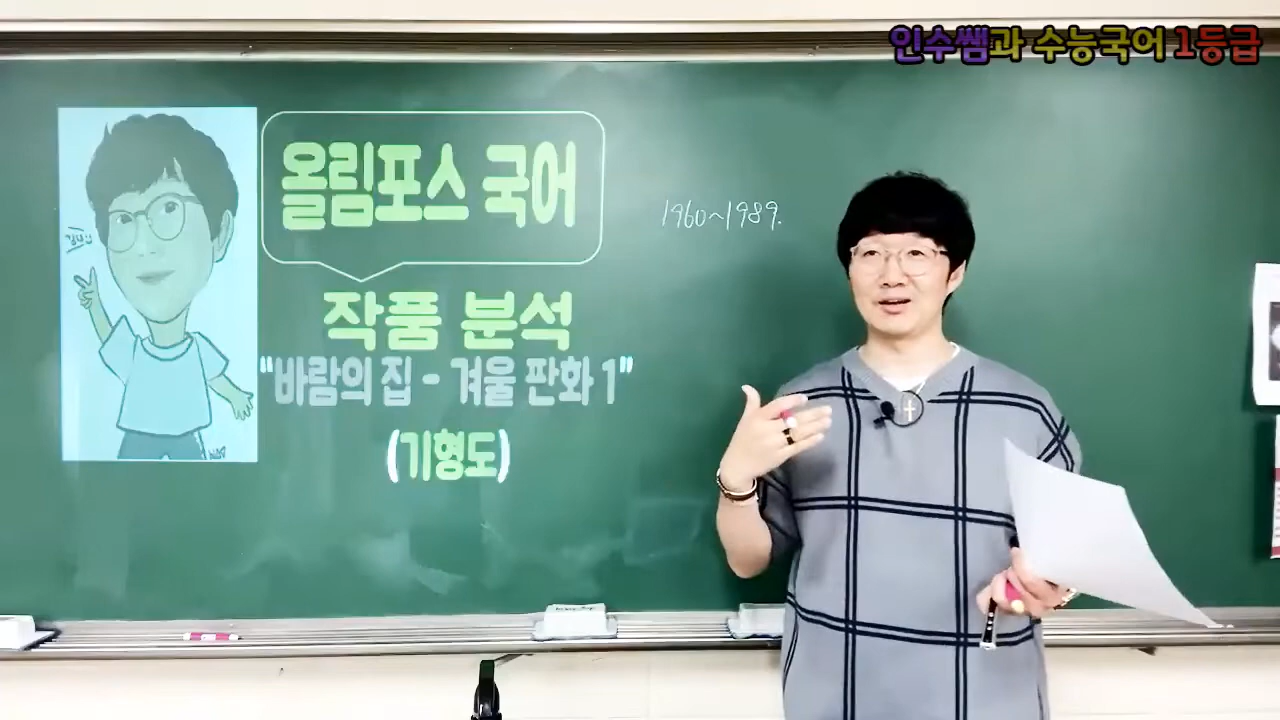 인수쌤과 수능국어 1등급
올림포스 국어
1960~1989.
작품 분석
"바람의 집 - 겨울 판화 1"
(기형도)